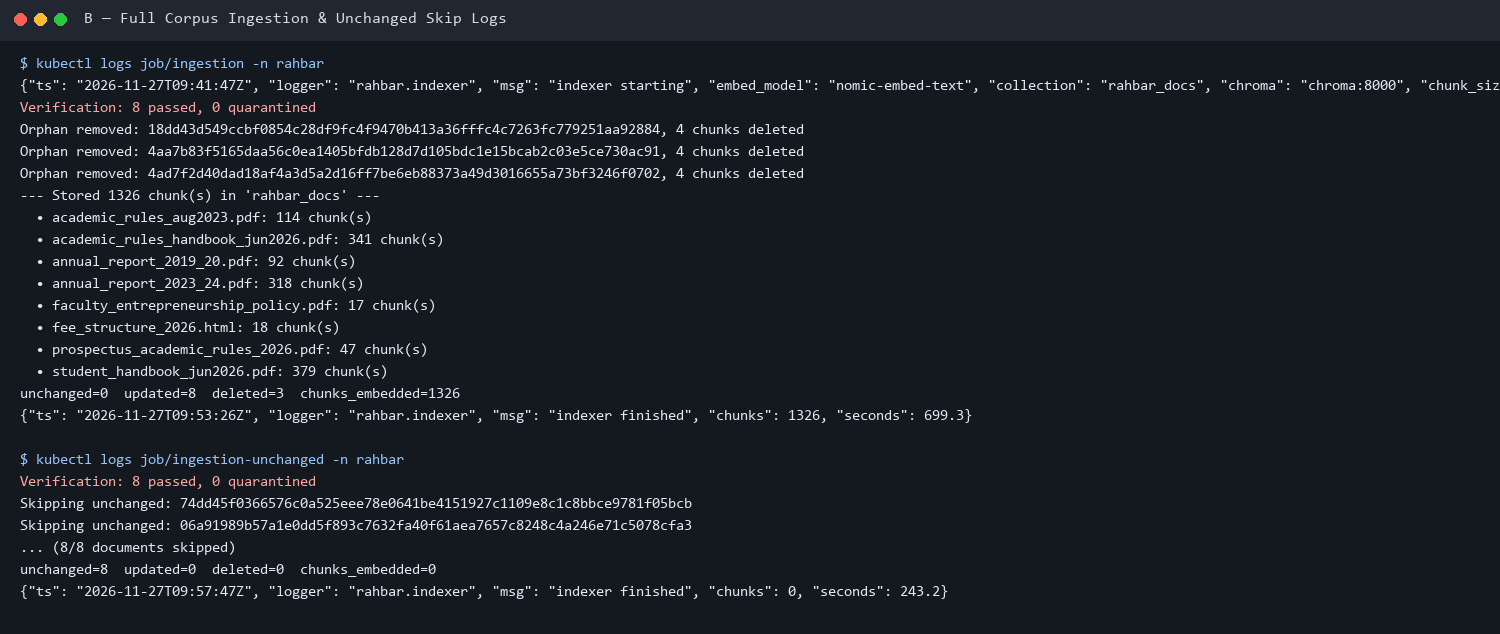 B — Full Corpus Ingestion & Unchanged Skip Logs
$ kubectl logs job/ingestion -n rahbar
{"ts": "2026-11-27T09:41:47Z", "logger": "rahbar.indexer", "msg": "indexer starting", "embed_model": "nomic-embed-text", "collection": "rahbar_docs", "chroma": "chroma:8000", "chunk_siz
Verification: 8 passed, 0 quarantined
Orphan removed: 18dd43d549ccbf0854c28df9fc4f9470b413a36fffc4c7263fc779251aa92884, 4 chunks deleted
Orphan removed: 4aa7b83f5165daa56c0ea1405bfdb128d7d105bdc1e15bcab2c03e5ce730ac91, 4 chunks deleted
Orphan removed: 4ad7f2d40dad18af4a3d5a2d16ff7be6eb88373a49d3016655a73bf3246f0702, 4 chunks deleted
--- Stored 1326 chunk(s) in 'rahbar_docs' ---
• academic_rules_aug2023.pdf: 114 chunk(s)
• academic_rules_handbook_jun2026.pdf: 341 chunk(s)
• annual_report_2019_20.pdf: 92 chunk(s)
• annual_report_2023_24.pdf: 318 chunk(s)
• faculty_entrepreneurship_policy.pdf: 17 chunk(s)
• fee_structure_2026.html: 18 chunk(s)
• prospectus_academic_rules_2026.pdf: 47 chunk(s)
• student_handbook_jun2026.pdf: 379 chunk(s)
unchanged=0  updated=8  deleted=3  chunks_embedded=1326
{"ts": "2026-11-27T09:53:26Z", "logger": "rahbar.indexer", "msg": "indexer finished", "chunks": 1326, "seconds": 699.3}
$ kubectl logs job/ingestion-unchanged -n rahbar
Verification: 8 passed, 0 quarantined
Skipping unchanged: 74dd45f0366576c0a525eee78e0641be4151927c1109e8c1c8bbce9781f05bcb
Skipping unchanged: 06a91989b57a1e0dd5f893c7632fa40f61aea7657c8248c4a246e71c5078cfa3
... (8/8 documents skipped)
unchanged=8  updated=0  deleted=0  chunks_embedded=0
{"ts": "2026-11-27T09:57:47Z", "logger": "rahbar.indexer", "msg": "indexer finished", "chunks": 0, "seconds": 243.2}